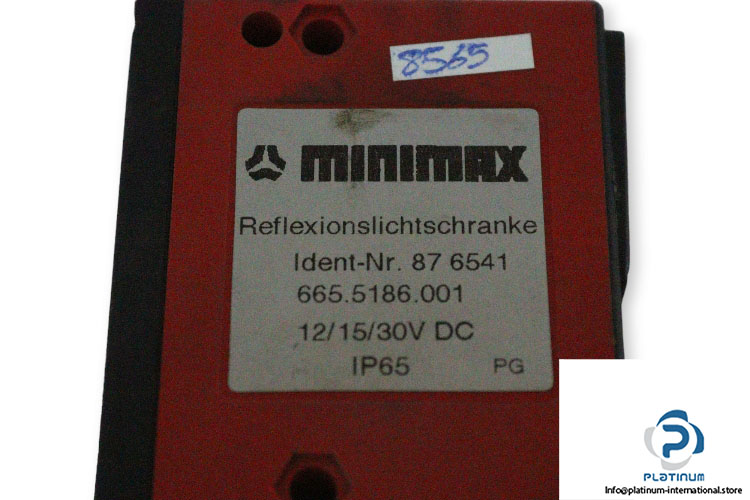 8565
MINIMAX
Reflexionslichtschranke
Ident-Nr. 87 6541
665.5186.001
12/15/30V DC
IP65 PG
PLATINUM
Info@platinum-international.store